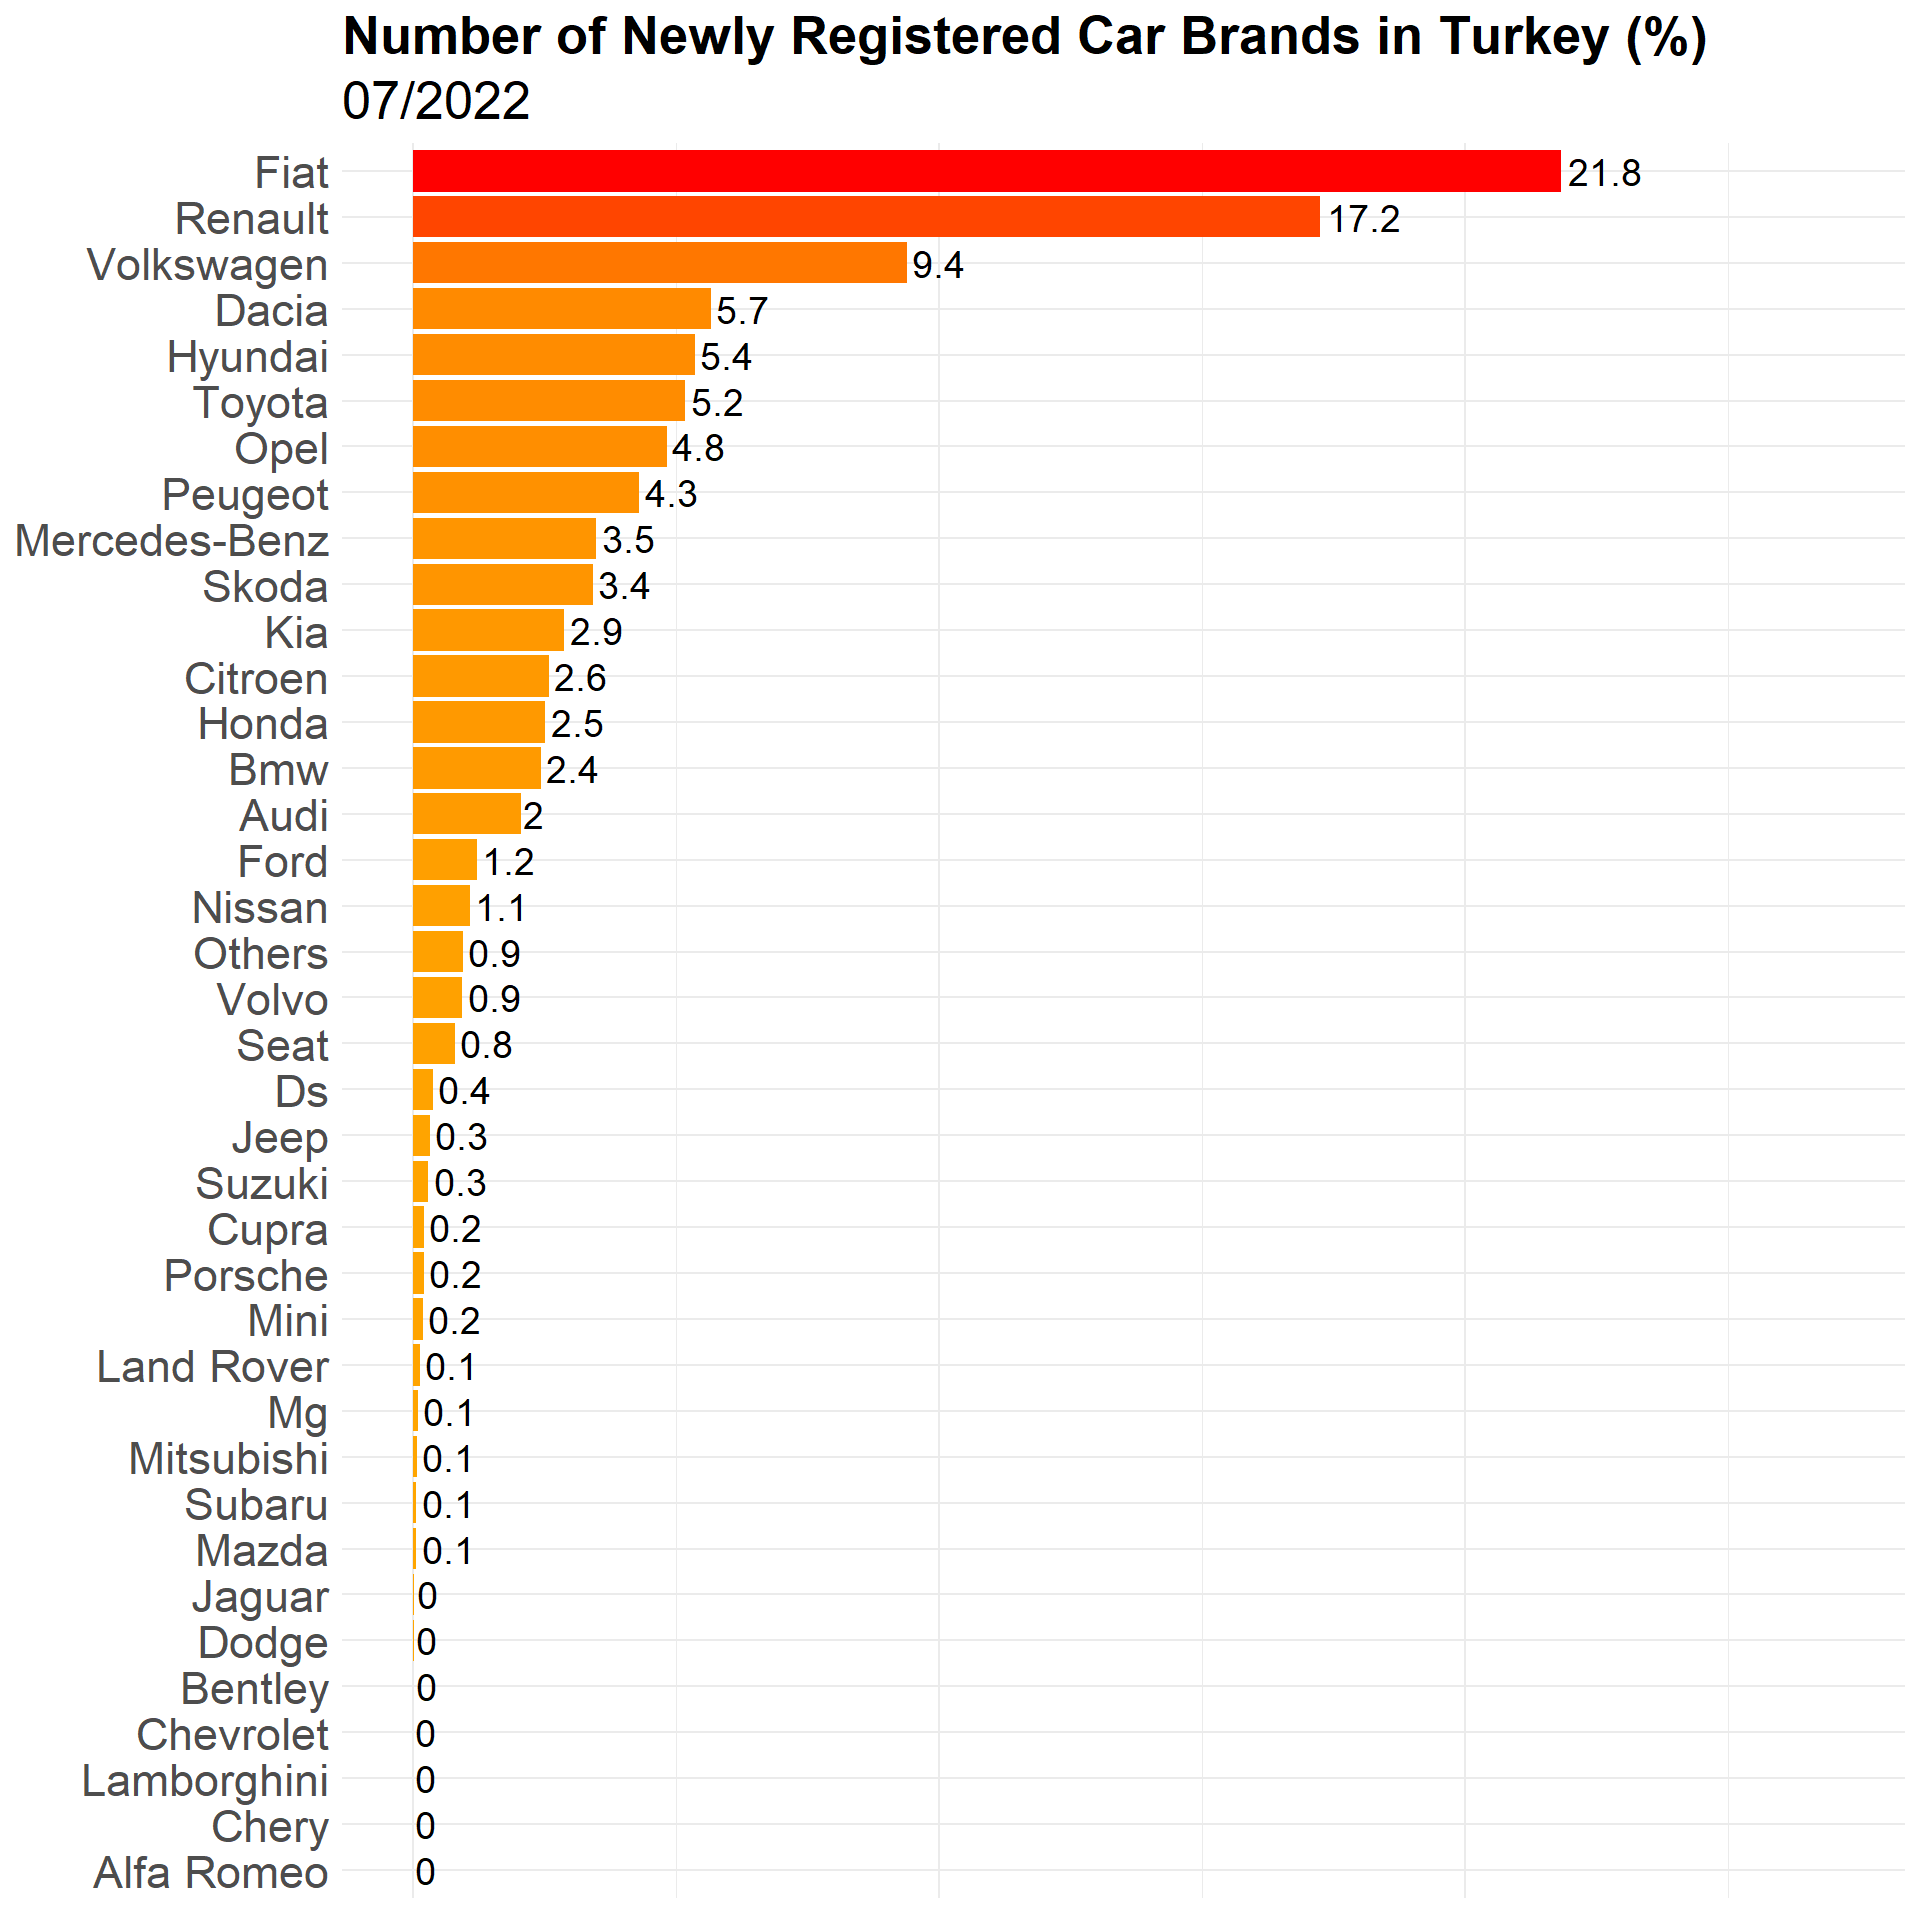 Number of Newly Registered Car Brands in Turkey (%)
07/2022
Fiat 21.8
Renault 17.2
Volkswagen 9.4
Dacia 5.7
Hyundai 5.4
Toyota 5.2
Opel 4.8
Peugeot 4.3
Mercedes-Benz 3.5
Skoda 3.4
Kia 2.9
Citroen 2.6
Honda 2.5
Bmw 2.4
Audi 2
Ford 1.2
Nissan 1.1
Others 0.9
Volvo 0.9
Seat 0.8
Ds 0.4
Jeep 0.3
Suzuki 0.3
Cupra 0.2
Porsche 0.2
Mini 0.2
Land Rover 0.1
Mg 0.1
Mitsubishi 0.1
Subaru 0.1
Mazda 0.1
Jaguar 0
Dodge 0
Bentley 0
Chevrolet 0
Lamborghini 0
Chery 0
Alfa Romeo 0